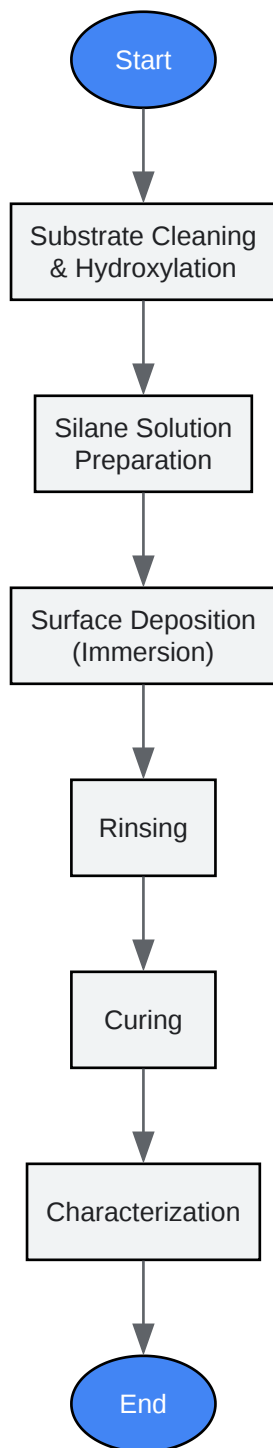 Start
Substrate Cleaning
& Hydroxylation
Silane Solution
Preparation
Surface Deposition
(Immersion)
Rinsing
Curing
Characterization
End